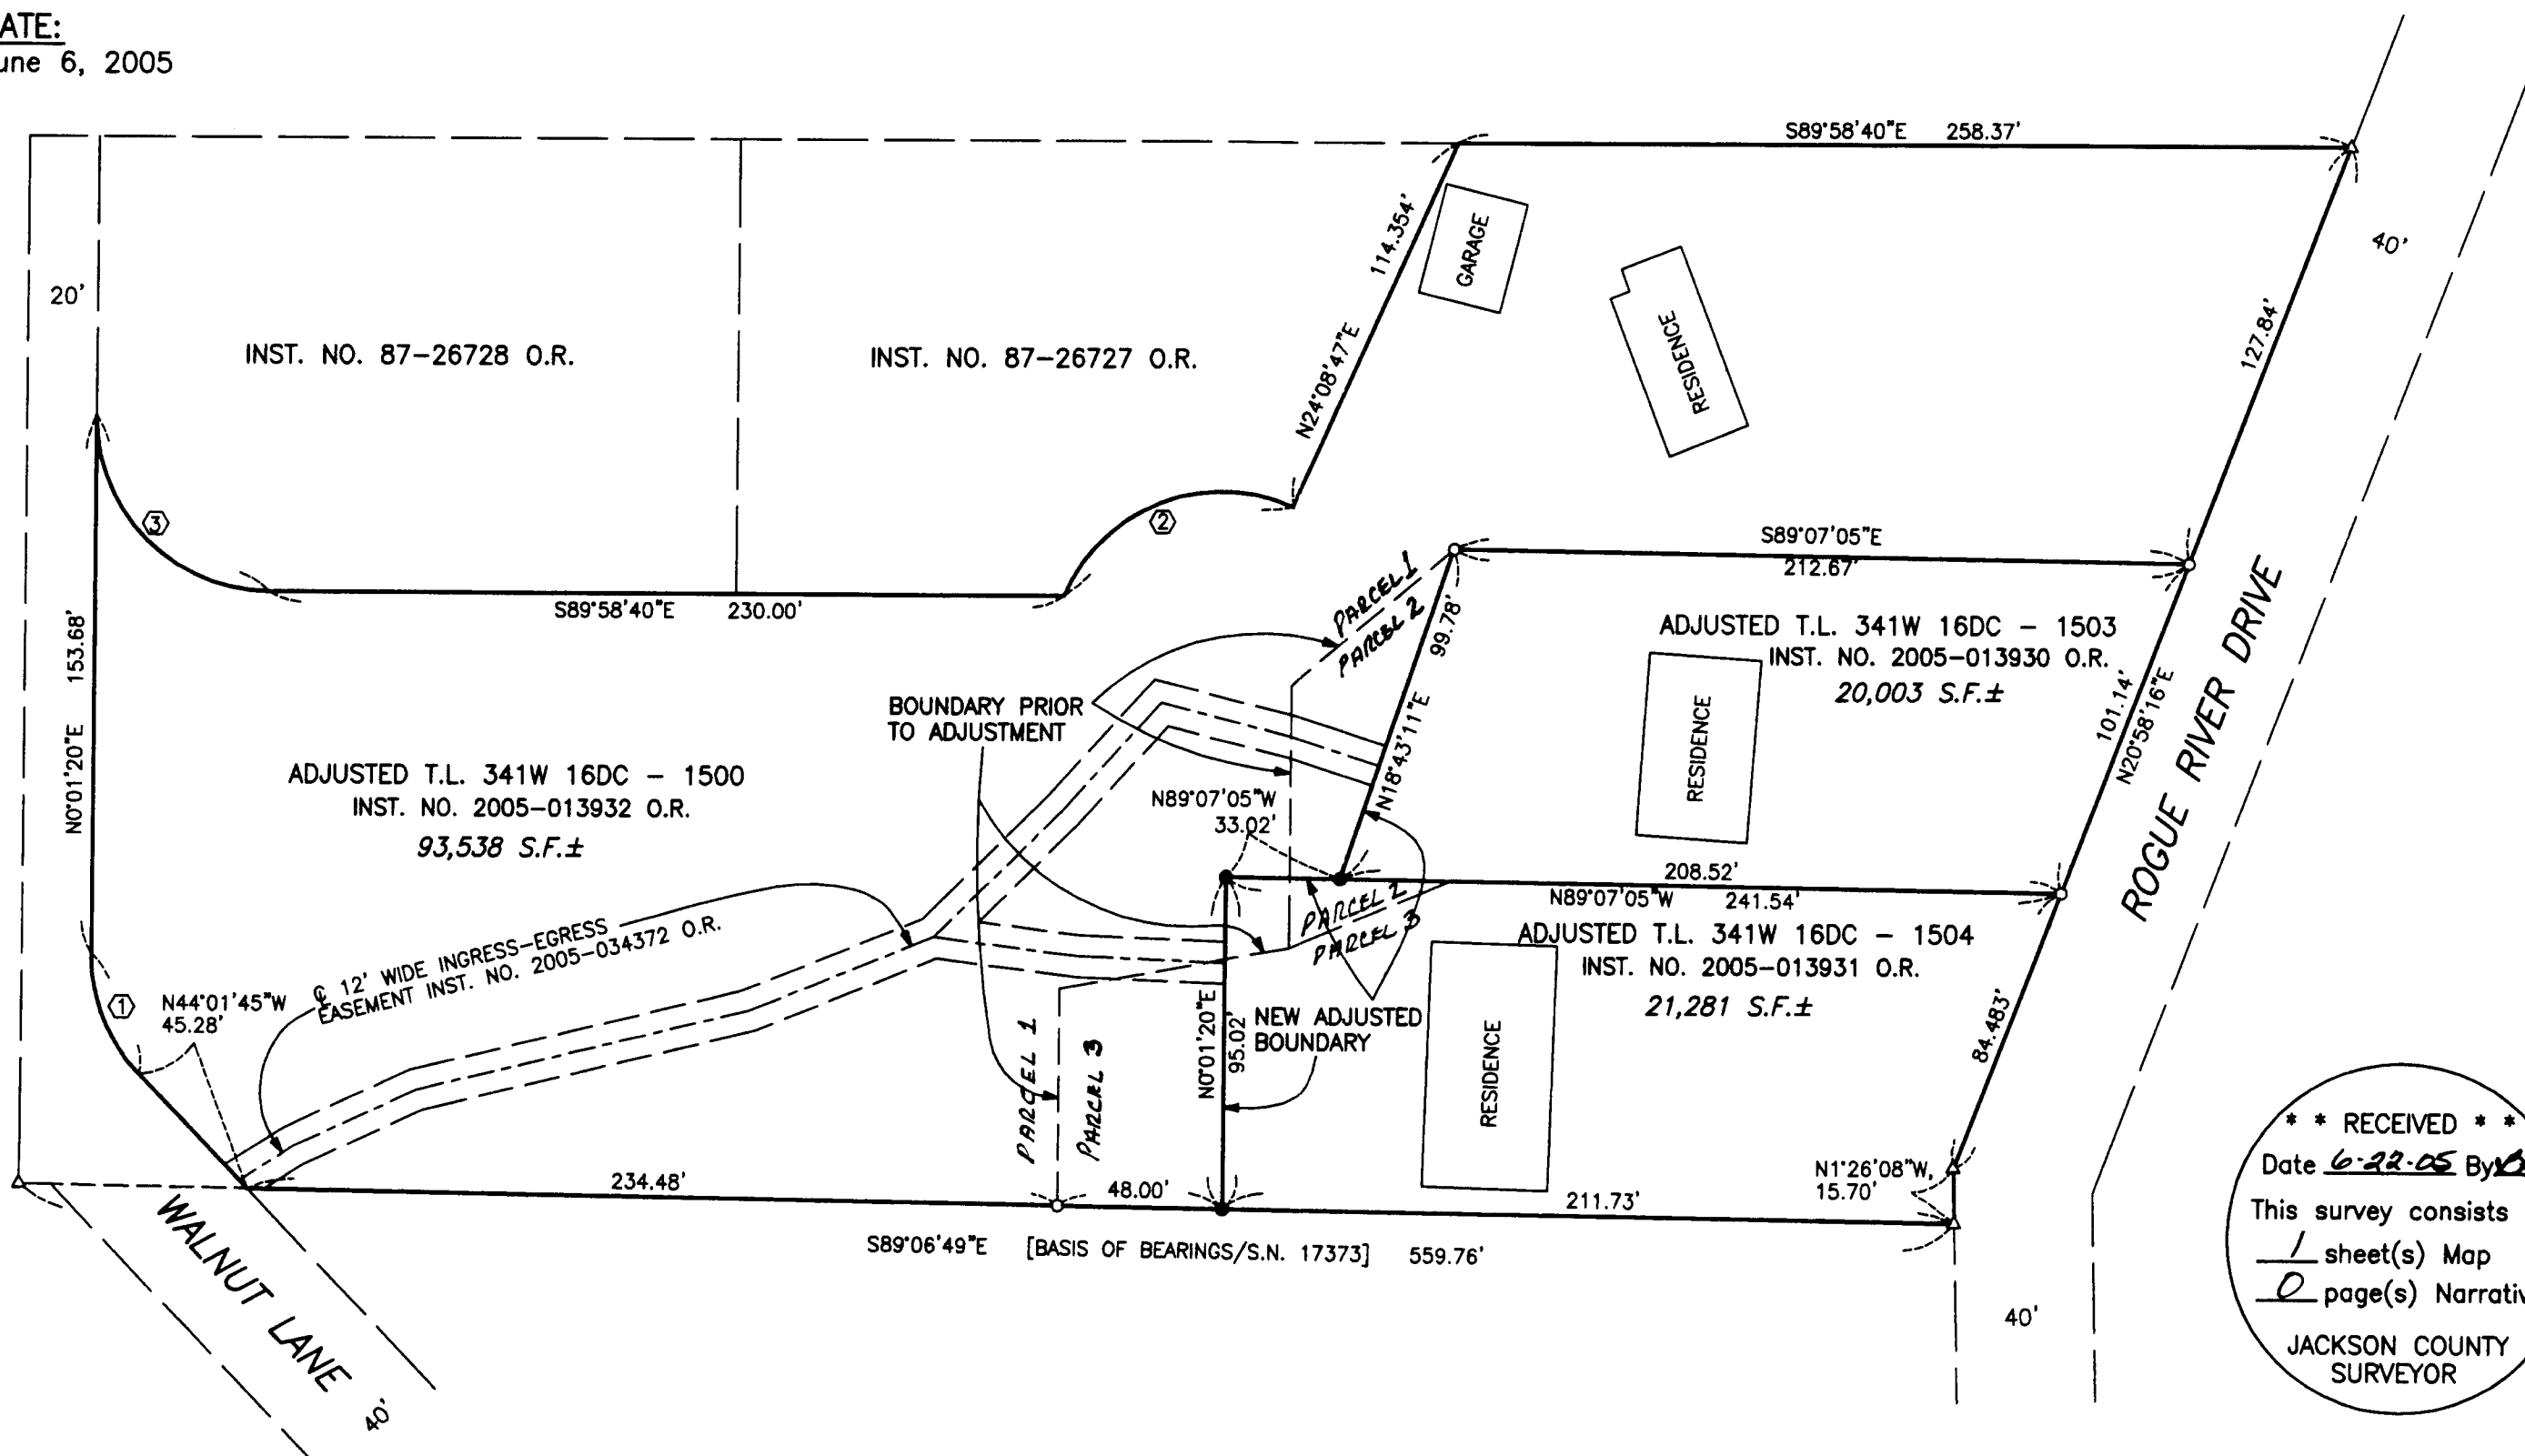 ATE:
une 6, 2005
S89°58'40"E 258.37'
40'
20'
114.354'
GARAGE
N24°08'47"E
RESIDENCE
127.84'
INST. NO. 87-26728 O.R.
INST. NO. 87-26727 O.R.
3
2
S89°58'40"E 230.00'
S89°07'05"E
212.67'
PARCEL 1
PARCEL 2
99.78'
N18°43'11"E
153.68'
N0°01'20"E
ADJUSTED T.L. 341W 16DC - 1503
INST. NO. 2005-013930 O.R.
20,003 S.F.±
RESIDENCE
101.14'
N20°58'16"E
ROGUE RIVER DRIVE
BOUNDARY PRIOR
TO ADJUSTMENT
ADJUSTED T.L. 341W 16DC - 1500
INST. NO. 2005-013932 O.R.
93,538 S.F.±
N89°07'05"W
33.02'
208.52'
N89°07'05"W 241.54'
PARCEL 2
PARCEL 3
ADJUSTED T.L. 341W 16DC - 1504
INST. NO. 2005-013931 O.R.
21,281 S.F.±
RESIDENCE
84.483'
℄ 12' WIDE INGRESS-EGRESS
EASEMENT INST. NO. 2005-034372 O.R.
1
N44°01'45"W
45.28'
PARCEL 1
PARCEL 3
N0°01'20"E
95.02'
NEW ADJUSTED
BOUNDARY
234.48'
48.00'
211.73'
N1°26'08"W,
15.70'
S89°06'49"E [BASIS OF BEARINGS/S.N. 17373] 559.76'
WALNUT LANE
40'
40'
* * RECEIVED * *
Date 6-22-05 By
This survey consists
1 sheet(s) Map
0 page(s) Narrativ
JACKSON COUNTY
SURVEYOR